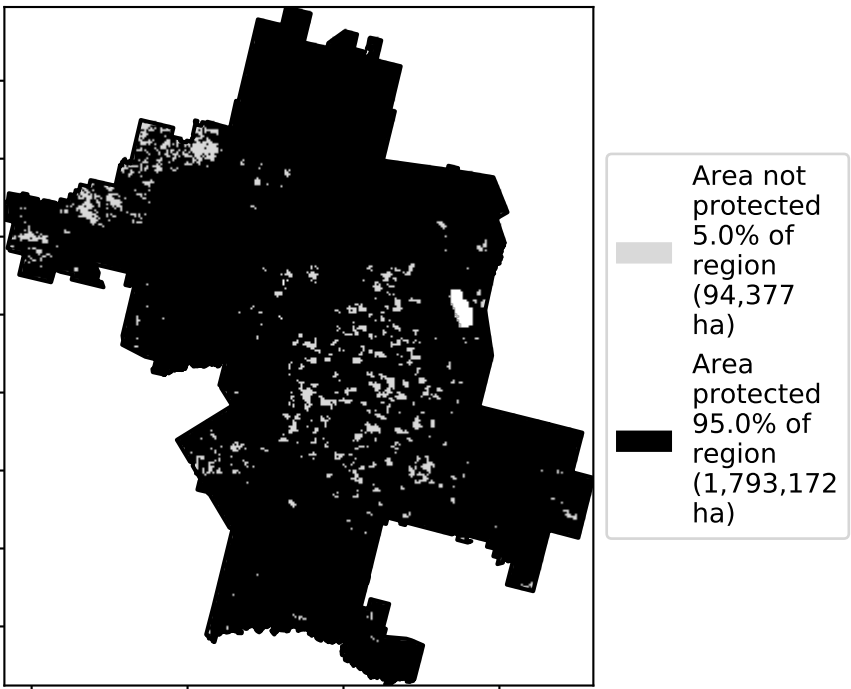 Area not
protected
5.0% of
region
(94,377
ha)
Area
protected
95.0% of
region
(1,793,172
ha)